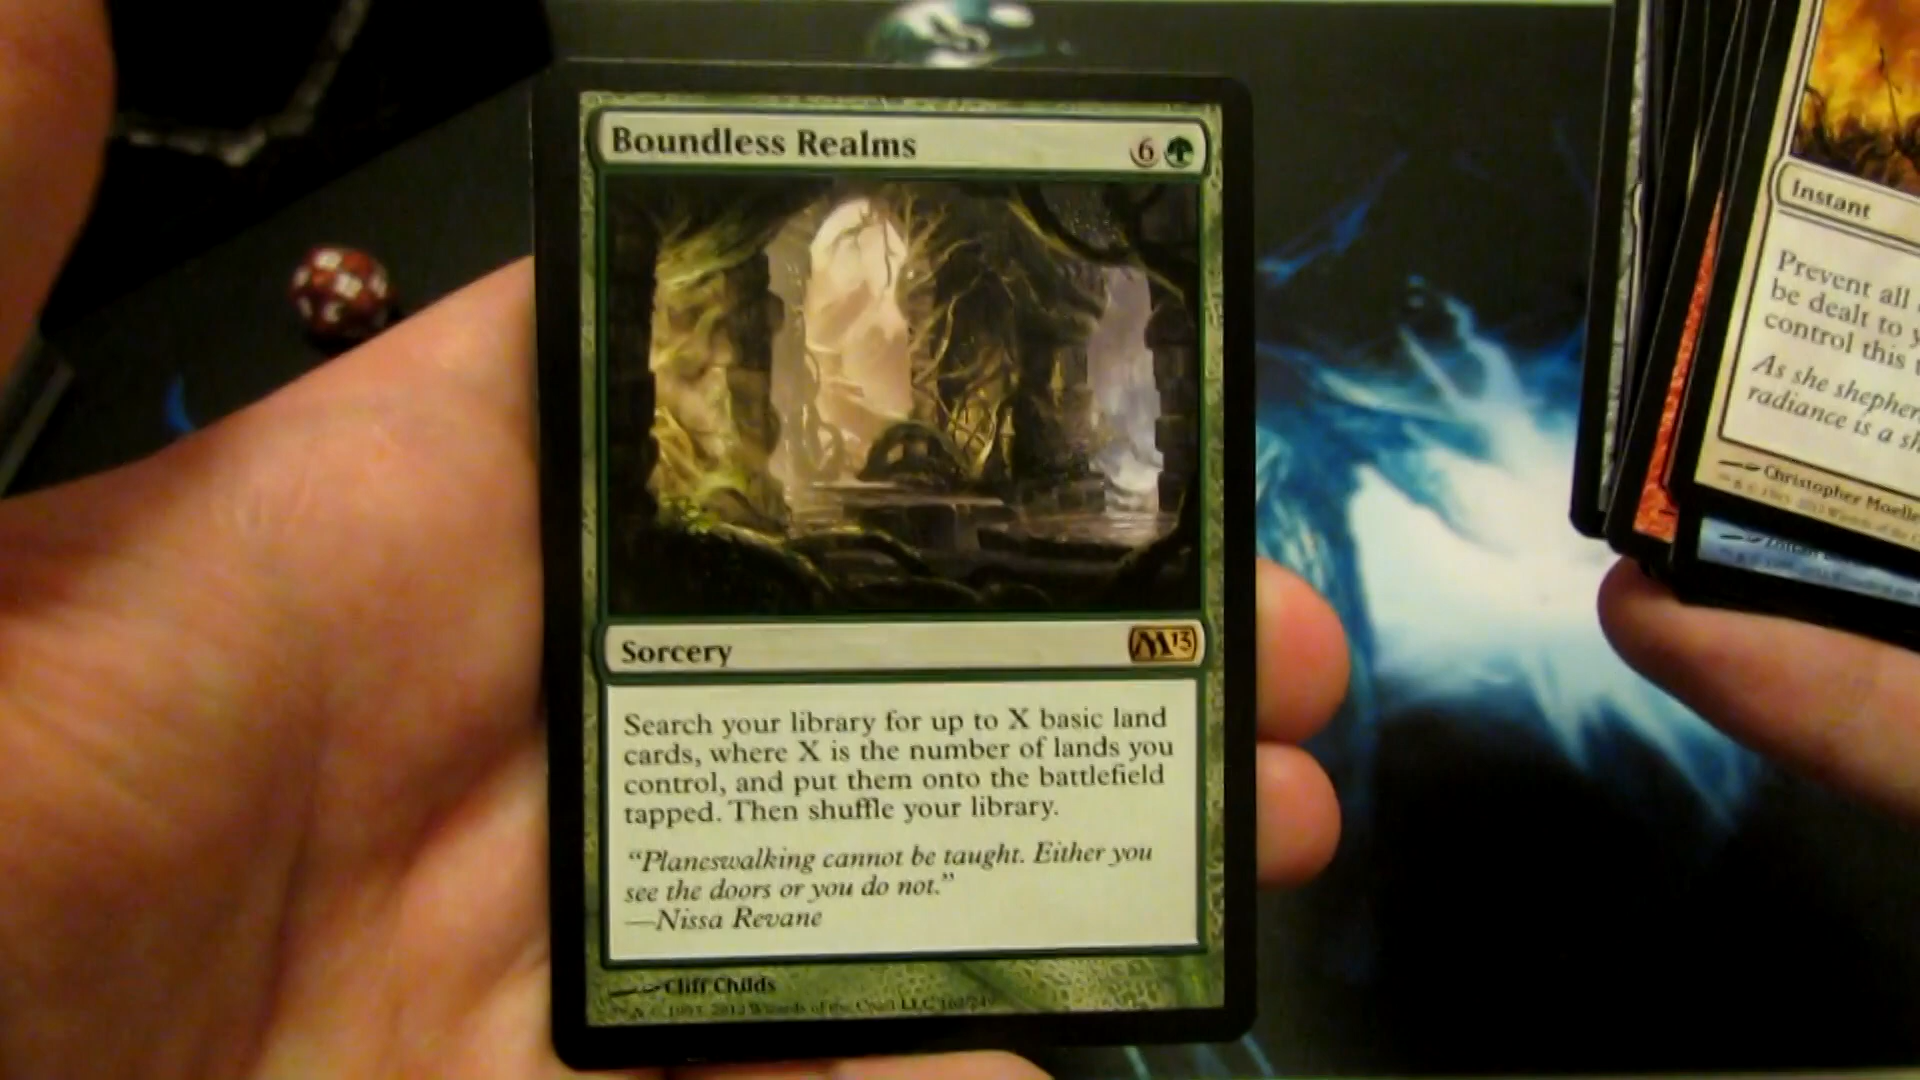 Boundless Realms 6
Sorcery M13
Search your library for up to X basic land
cards, where X is the number of lands you
control, and put them onto the battlefield
tapped. Then shuffle your library.
“Planeswalking cannot be taught. Either you
see the doors or you do not.”
—Nissa Revane
Cliff Childs
Instant
Prevent all
be dealt to
control this
As she
radiance is a
Christopher